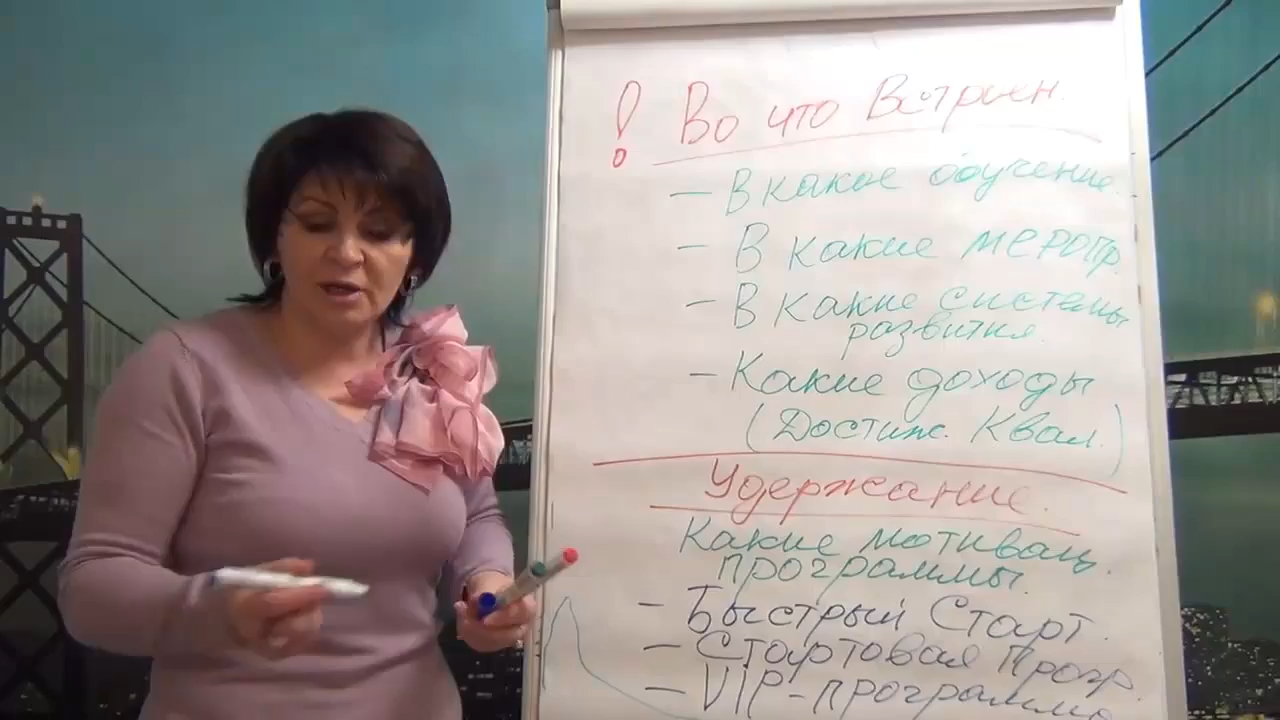 ! Во что Встроен.
- В какое обучение.
- В какие меропр.
- В какие системы
развития.
- Какие доходы
(Достиж. Квал.)
Удержание.
Какие мотивац.
программы.
- Быстрый Старт.
- Стартовая Прогр.
- VIP-программа